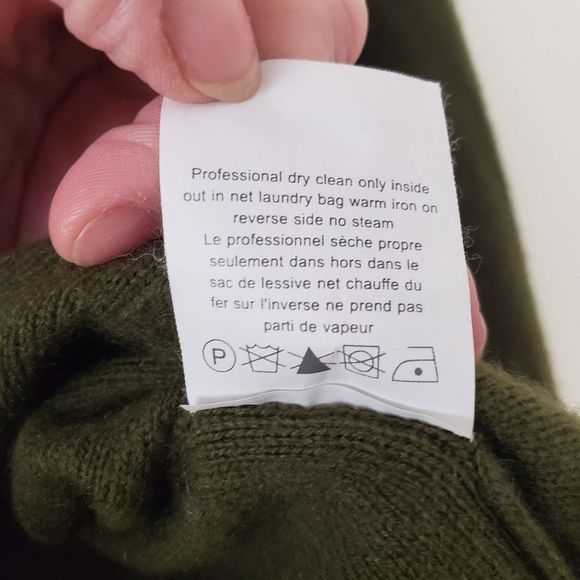 Professional dry clean only inside
out in net laundry bag warm iron on
reverse side no steam
Le professionnel sèche propre
seulement dans hors dans le
sac de lessive net chauffe du
fer sur l'inverse ne prend pas
parti de vapeur
P